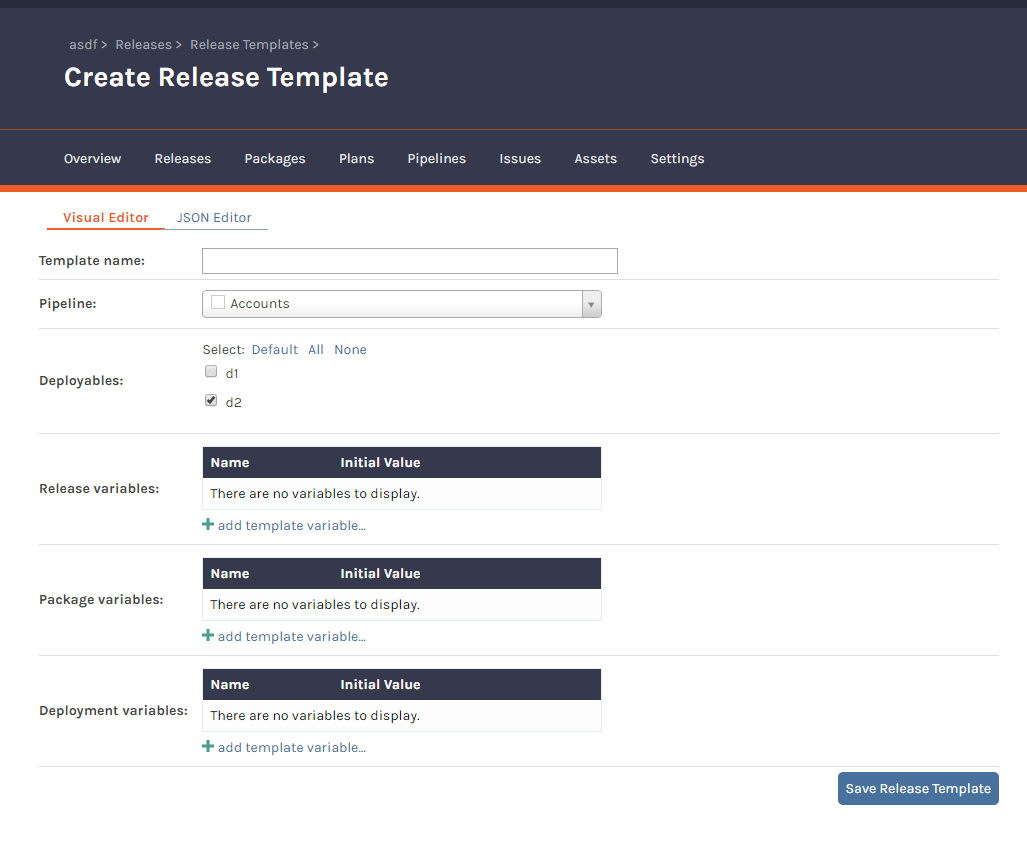 asdf > Releases > Release Templates >
Create Release Template
Overview Releases Packages Plans Pipelines Issues Assets Settings
Visual Editor JSON Editor
Template name:
Pipeline: Accounts
Select: Default All None
Deployables:
d1
d2
Name Initial Value
Release variables:
There are no variables to display.
add template variable...
Name Initial Value
Package variables:
There are no variables to display.
add template variable...
Name Initial Value
Deployment variables:
There are no variables to display.
add template variable...
Save Release Template